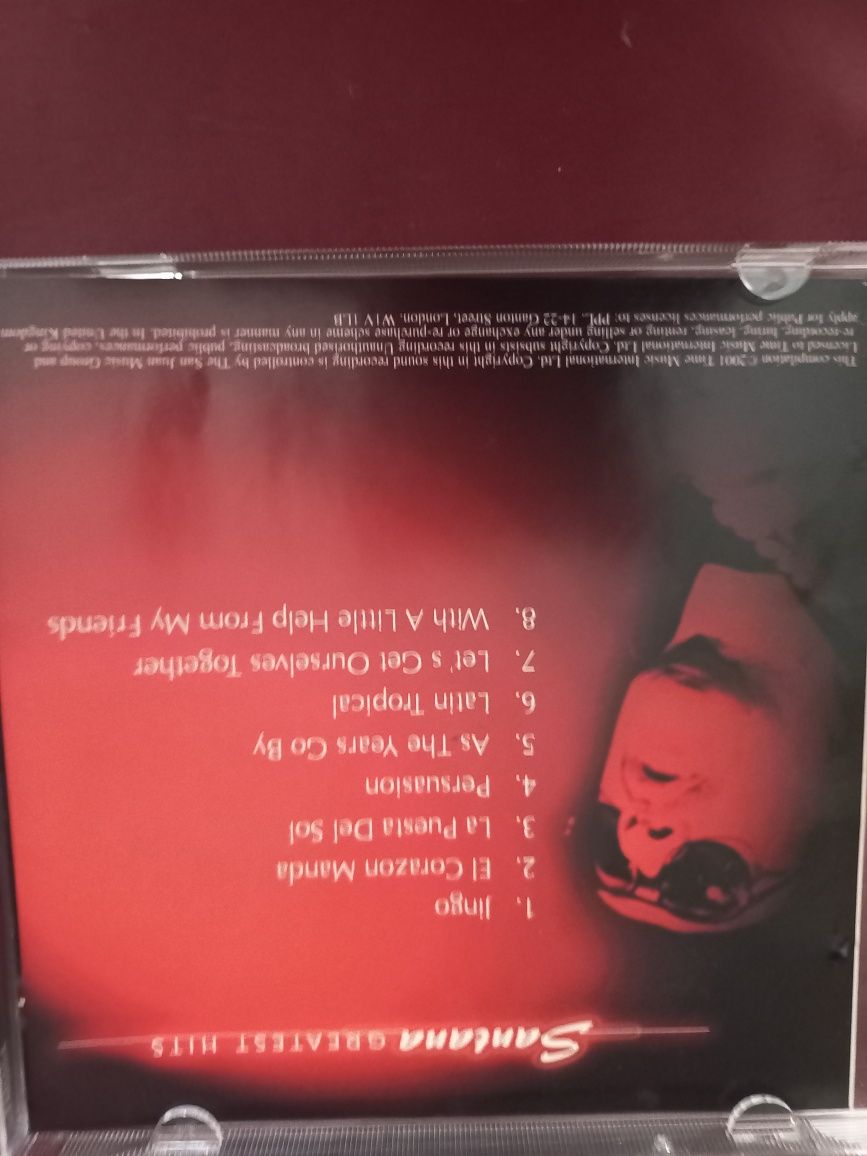 Santana GREATEST HITS
1. Jingo
2. El Corazon Manda
3. La Puesta Del Sol
4. Persuasion
5. As The Years Go By
6. Latin Tropical
7. Let's Get Ourselves Together
8. With A Little Help From My Friends
This compilation ©2001 Time Music International Ltd. Copyright in this sound recording is controlled by The San Juan Music Group and
Licensed to Time Music International Ltd. Copyright subsists in this recording Unauthorised broadcasting, public performances, copying or
re-recording, hiring, leasing, renting or selling under any exchange or re-purchase scheme in any manner is prohibited. In the United Kingdom
apply for Public performances licenses to: PPL, 14-22 Ganton Street, London, W1V 1LB